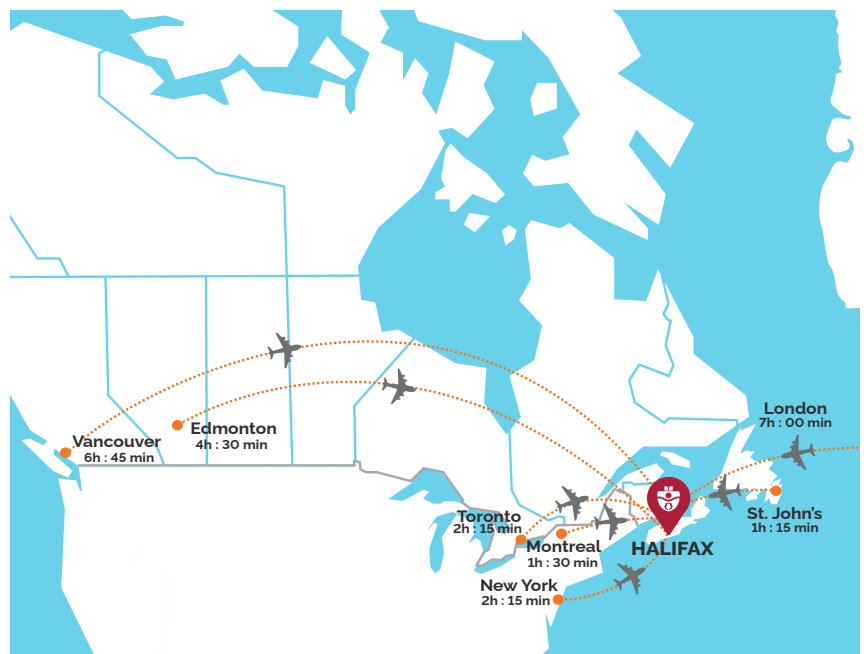 London
7h : 00 min
Vancouver
6h : 45 min
Edmonton
4h : 30 min
Toronto
2h : 15 min
Montreal
1h : 30 min
St. John's
1h : 15 min
HALIFAX
New York
2h : 15 min